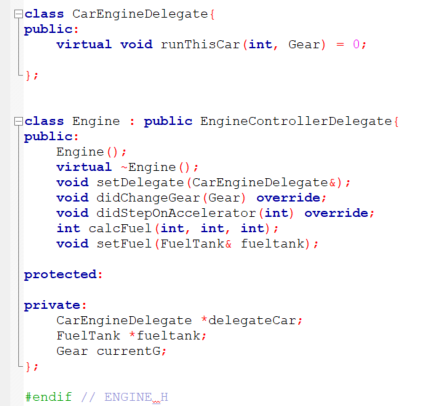 class CarEngineDelegate{
public:
    virtual void runThisCar(int, Gear) = 0;
};
class Engine : public EngineControllerDelegate{
public:
    Engine();
    virtual ~Engine();
    void setDelegate(CarEngineDelegate&);
    void didChangeGear(Gear) override;
    void didStepOnAccelerator(int) override;
    int calcFuel(int, int, int);
    void setFuel(FuelTank& fueltank);
protected:
private:
    CarEngineDelegate *delegateCar;
    FuelTank *fueltank;
    Gear currentG;
};
#endif // ENGINE_H